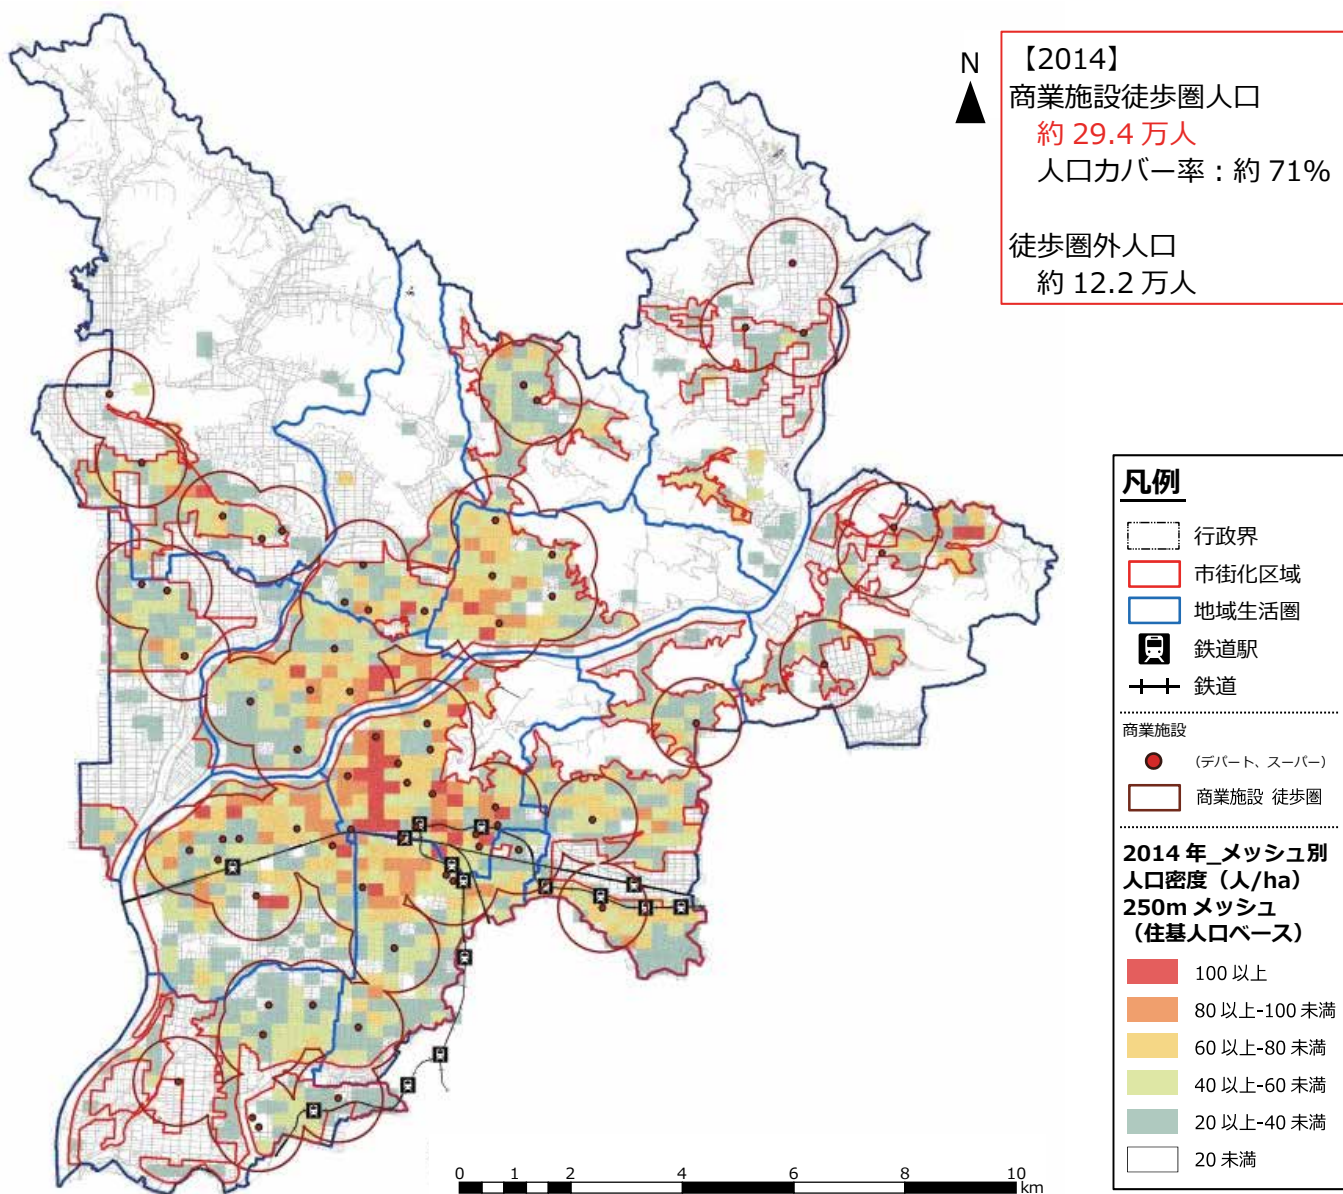 N
【2014】
商業施設徒歩圏人口
約 29.4 万人
人口カバー率：約 71%
徒歩圏外人口
約 12.2 万人
凡例
行政界
市街化区域
地域生活圏
鉄道駅
鉄道
商業施設
(デパート、スーパー)
商業施設 徒歩圏
2014 年_メッシュ別
人口密度（人/ha）
250m メッシュ
（住基人口ベース）
100 以上
80 以上-100 未満
60 以上-80 未満
40 以上-60 未満
20 以上-40 未満
20 未満
0 1 2 4 6 8 10
km